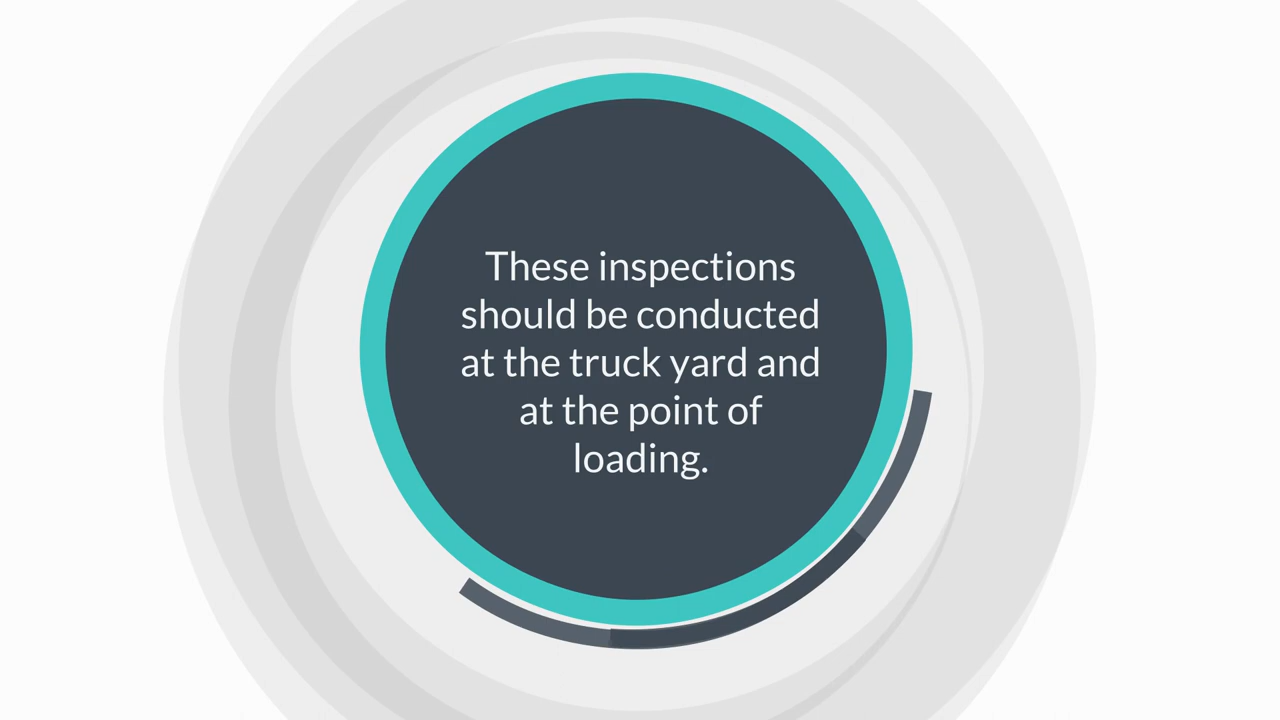 These inspections
should be conducted
at the truck yard and
at the point of
loading.